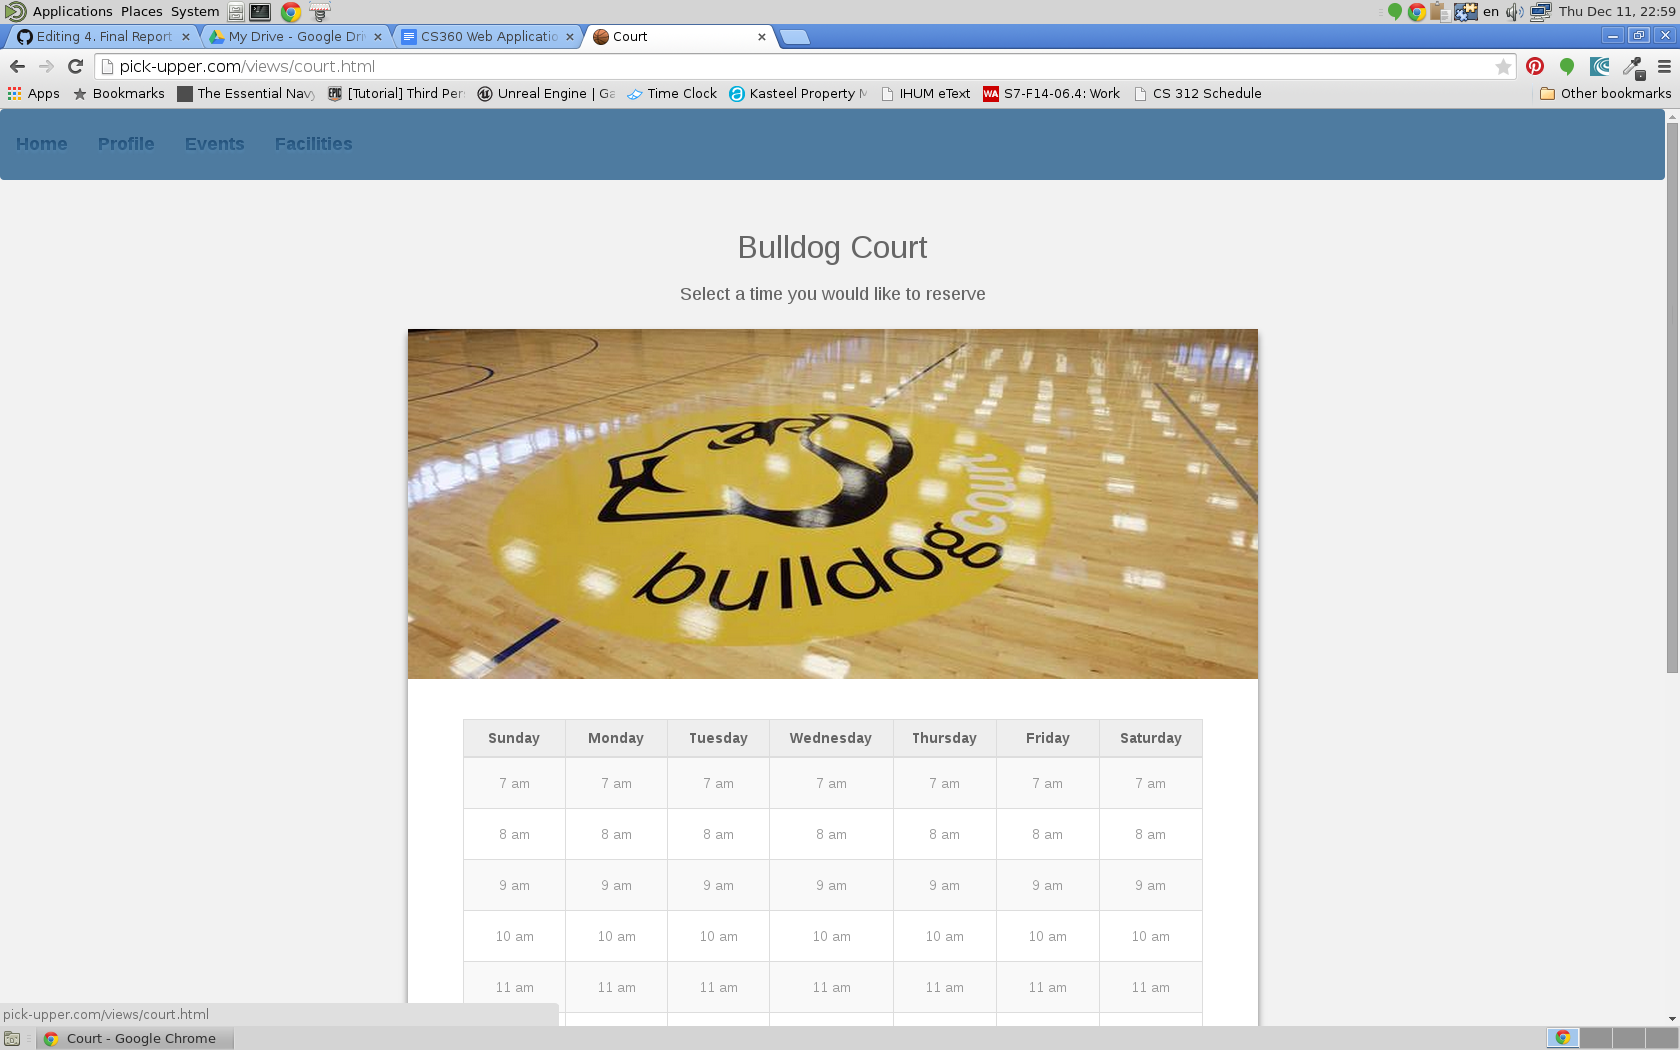 Applications Places System en Thu Dec 11, 22:59
Editing 4. Final Report My Drive - Google Dri CS360 Web Applicatio Court
pick-upper.com/views/court.html
Apps Bookmarks The Essential Navy [Tutorial] Third Per Unreal Engine | Ga Time Clock Kasteel Property M IHUM eText WA S7-F14-06.4: Work CS 312 Schedule Other bookmarks
Home Profile Events Facilities
Bulldog Court
Select a time you would like to reserve
court
bulldog
Sunday Monday Tuesday Wednesday Thursday Friday Saturday
7 am 7 am 7 am 7 am 7 am 7 am 7 am
8 am 8 am 8 am 8 am 8 am 8 am 8 am
9 am 9 am 9 am 9 am 9 am 9 am 9 am
10 am 10 am 10 am 10 am 10 am 10 am 10 am
11 am 11 am 11 am 11 am 11 am 11 am 11 am
pick-upper.com/views/court.html
Court - Google Chrome